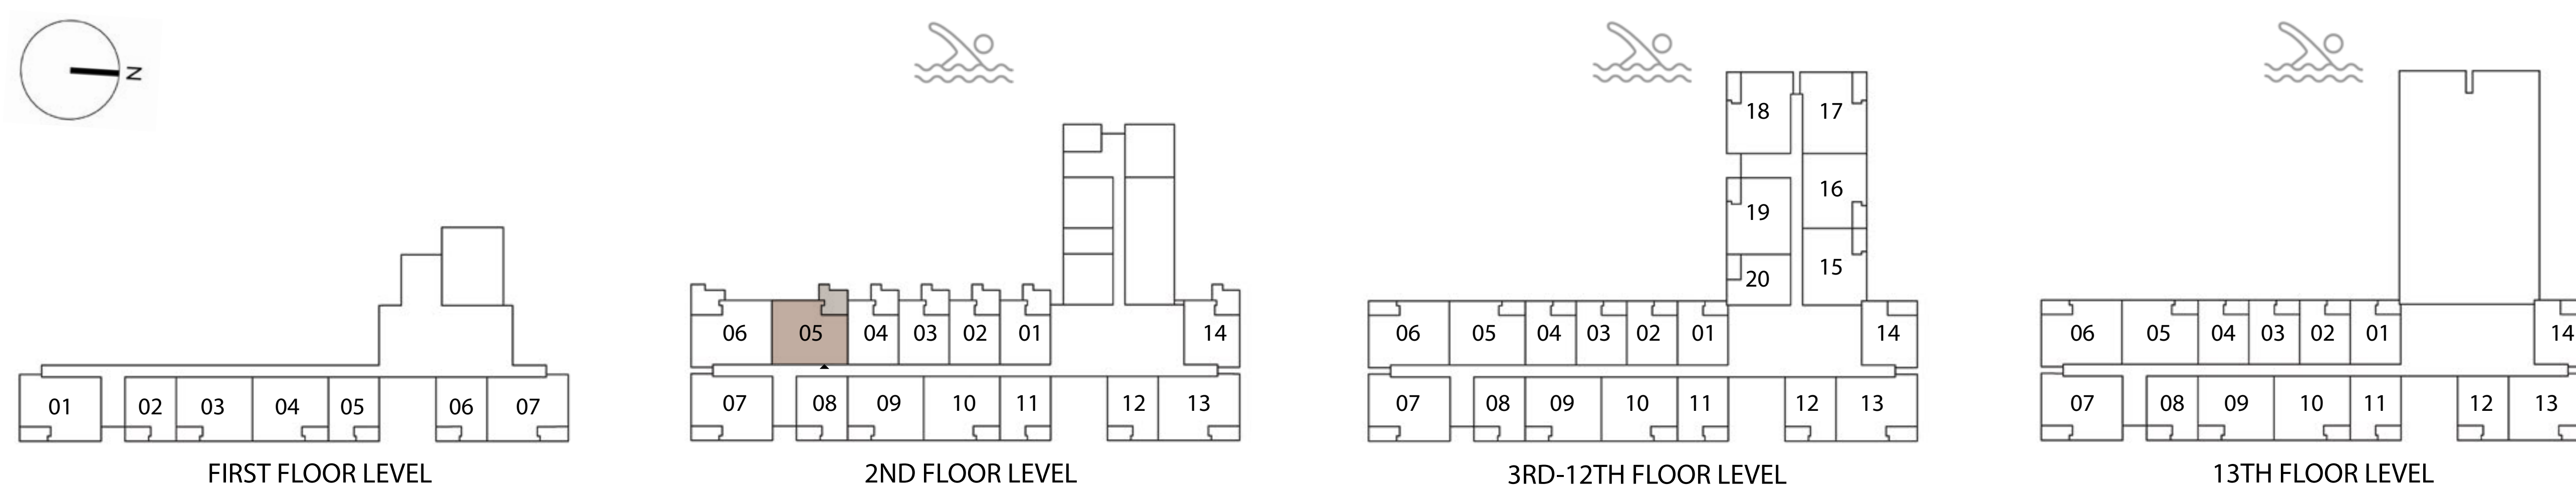 N
18 17
16
19
20 15
06 05 04 03 02 01 14
06 05 04 03 02 01 14
06 05 04 03 02 01 14
01 02 03 04 05 06 07
07 08 09 10 11 12 13
07 08 09 10 11 12 13
07 08 09 10 11 12 13
FIRST FLOOR LEVEL
2ND FLOOR LEVEL
3RD-12TH FLOOR LEVEL
13TH FLOOR LEVEL